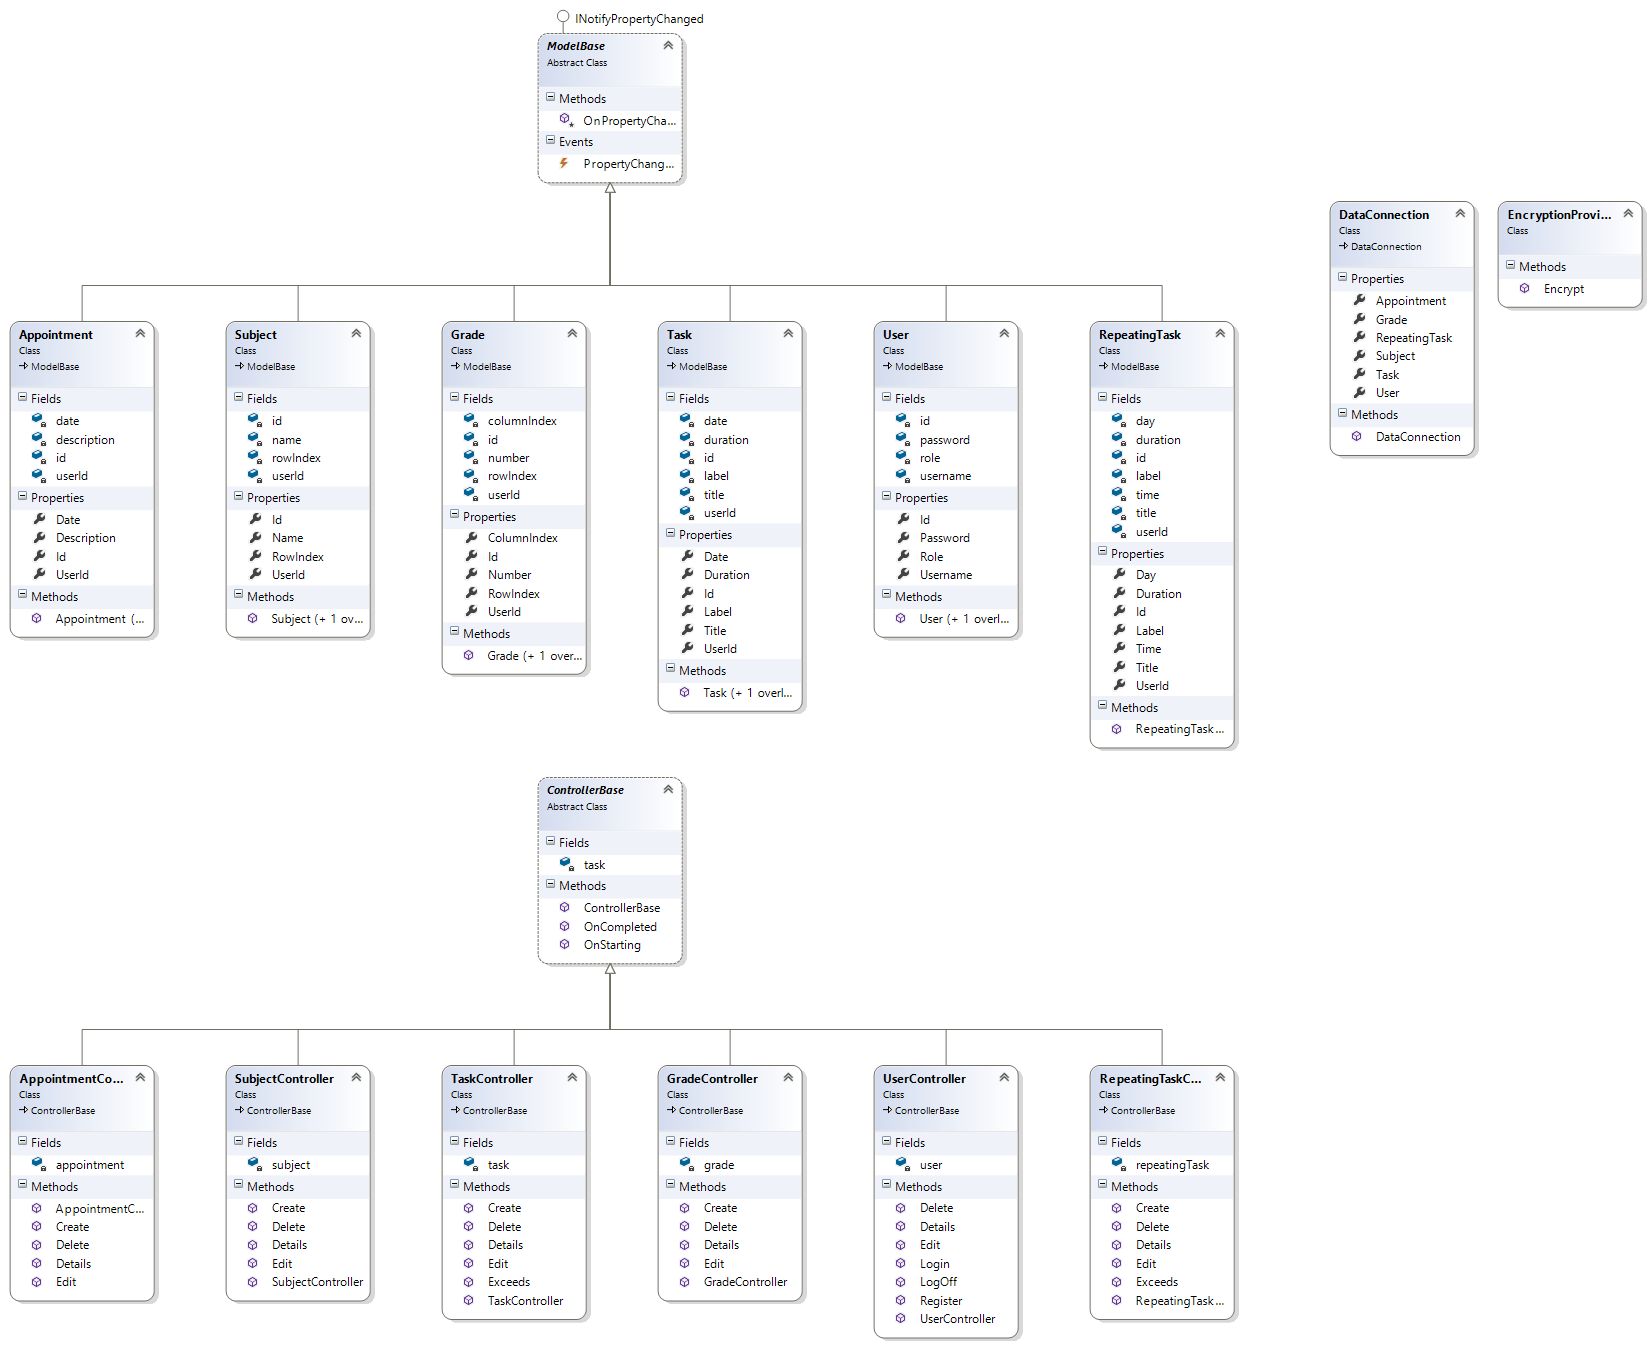 INotifyPropertyChanged
ModelBase
Abstract Class
Methods
OnPropertyCha...
Events
PropertyChang...
DataConnection
Class
DataConnection
Properties
Appointment
Grade
RepeatingTask
Subject
Task
User
Methods
DataConnection
EncryptionProvi...
Class
Methods
Encrypt
Appointment
Class
ModelBase
Fields
date
description
id
userId
Properties
Date
Description
Id
UserId
Methods
Appointment (...
Subject
Class
ModelBase
Fields
id
name
rowIndex
userId
Properties
Id
Name
RowIndex
UserId
Methods
Subject (+ 1 ov...
Grade
Class
ModelBase
Fields
columnIndex
id
number
rowIndex
userId
Properties
ColumnIndex
Id
Number
RowIndex
UserId
Methods
Grade (+ 1 over...
Task
Class
ModelBase
Fields
date
duration
id
label
title
userId
Properties
Date
Duration
Id
Label
Title
UserId
Methods
Task (+ 1 overl...
User
Class
ModelBase
Fields
id
password
role
username
Properties
Id
Password
Role
Username
Methods
User (+ 1 overl...
RepeatingTask
Class
ModelBase
Fields
day
duration
id
label
time
title
userId
Properties
Day
Duration
Id
Label
Time
Title
UserId
Methods
RepeatingTask...
ControllerBase
Abstract Class
Fields
task
Methods
ControllerBase
OnCompleted
OnStarting
AppointmentCo...
Class
ControllerBase
Fields
appointment
Methods
AppointmentC...
Create
Delete
Details
Edit
SubjectController
Class
ControllerBase
Fields
subject
Methods
Create
Delete
Details
Edit
SubjectController
TaskController
Class
ControllerBase
Fields
task
Methods
Create
Delete
Details
Edit
Exceeds
TaskController
GradeController
Class
ControllerBase
Fields
grade
Methods
Create
Delete
Details
Edit
GradeController
UserController
Class
ControllerBase
Fields
user
Methods
Delete
Details
Edit
Login
LogOff
Register
UserController
RepeatingTaskC...
Class
ControllerBase
Fields
repeatingTask
Methods
Create
Delete
Details
Edit
Exceeds
RepeatingTask...